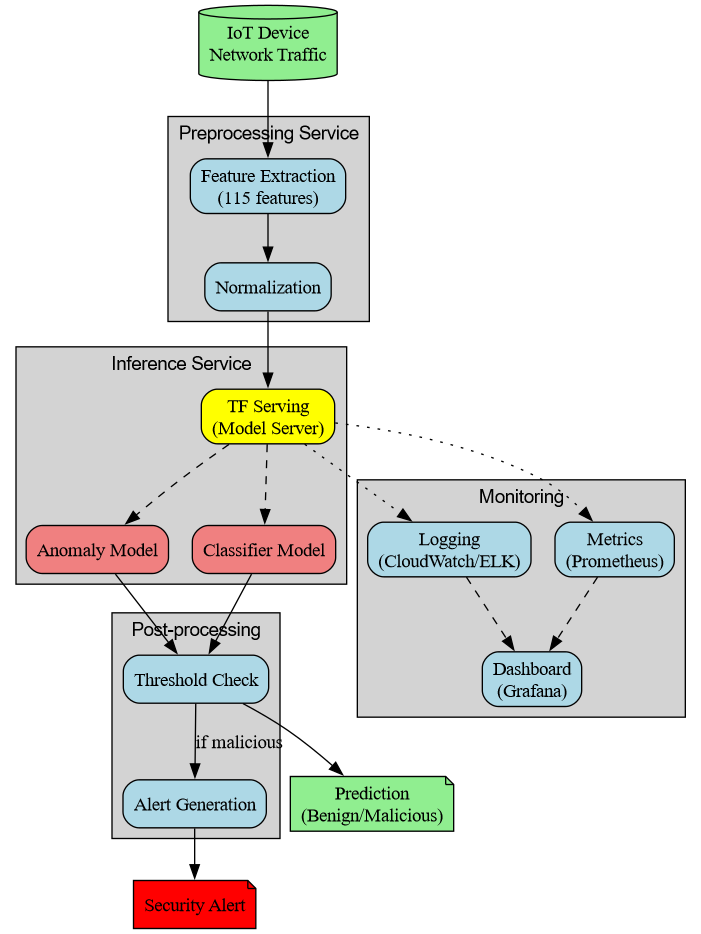 IoT Device
Network Traffic
Preprocessing Service
Feature Extraction
(115 features)
Normalization
Inference Service
TF Serving
(Model Server)
Anomaly Model
Classifier Model
Monitoring
Logging
(CloudWatch/ELK)
Metrics
(Prometheus)
Dashboard
(Grafana)
Post-processing
Threshold Check
if malicious
Alert Generation
Prediction
(Benign/Malicious)
Security Alert